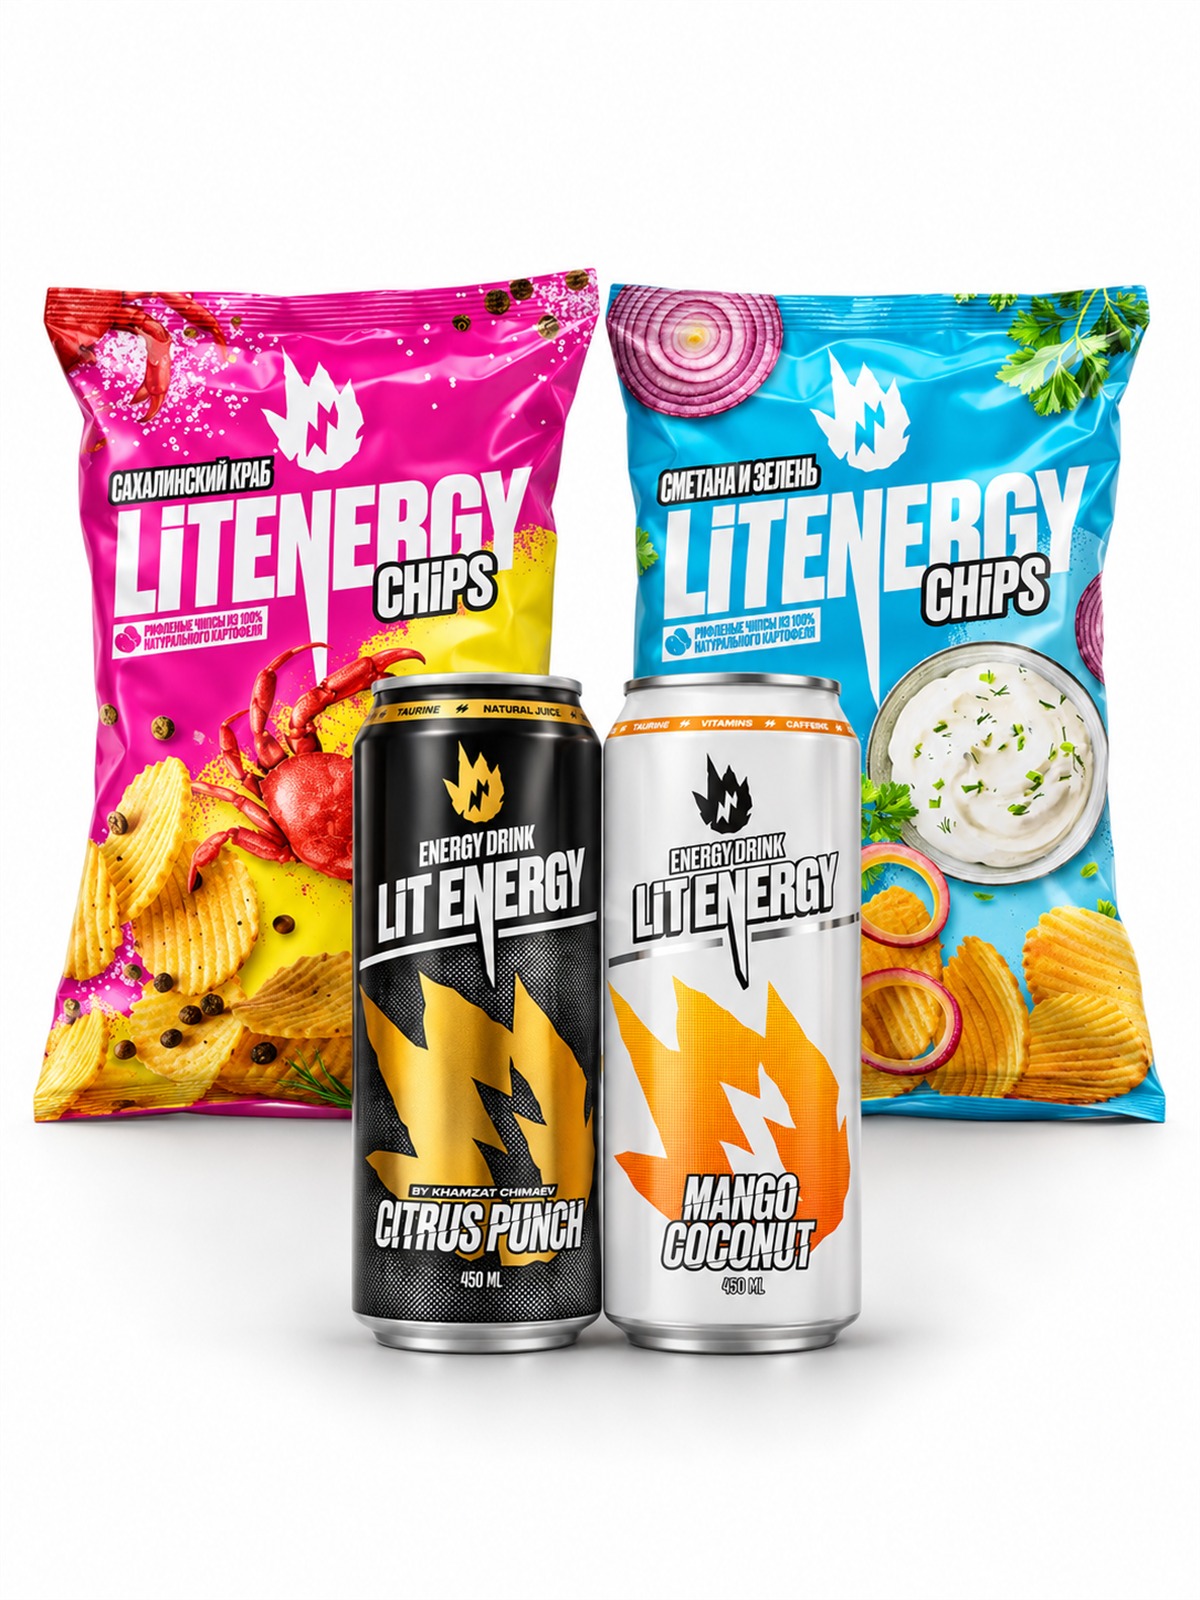 САХАЛИНСКИЙ КРАБ
LiTENERGY
CHiPS
РИФЛЕНЫЕ ЧИПСЫ ИЗ 100%
НАТУРАЛЬНОГО КАРТОФЕЛЯ
СМЕТАНА И ЗЕЛЕНЬ
LiTENERGY
CHiPS
РИФЛЕНЫЕ ЧИПСЫ ИЗ 100%
НАТУРАЛЬНОГО КАРТОФЕЛЯ
TAURINE NATURAL JUICE
ENERGY DRINK
LiT ENERGY
BY KHAMZAT CHIMAEV
CITRUS PUNCH
450 ML
TAURINE VITAMINS CAFFEINE
ENERGY DRINK
LiT ENERGY
MANGO
COCONUT
450 ML